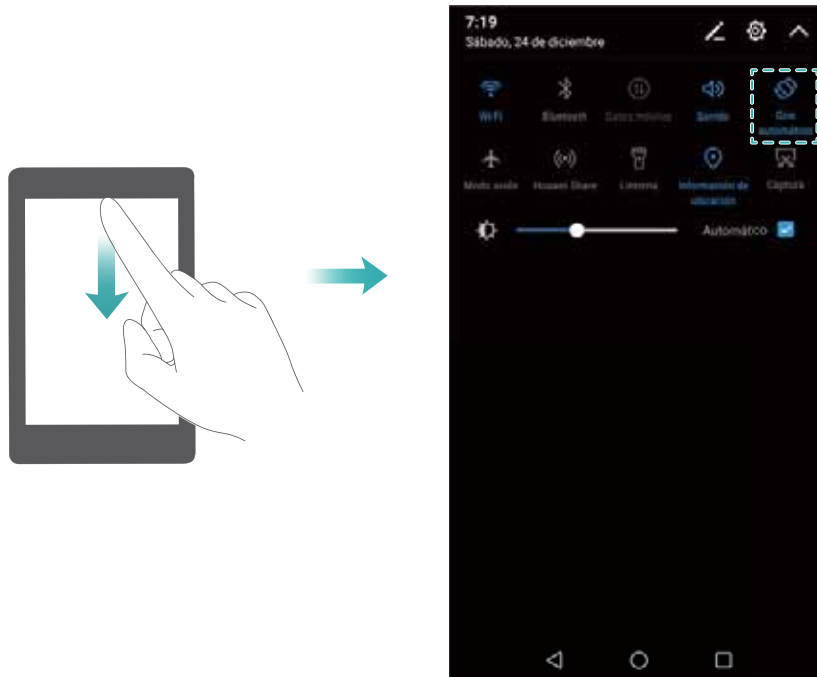 7:19
Sábado, 24 de diciembre
Wi-Fi
Bluetooth
Datos móviles
Sonido
Giro
automático
Modo avión
Huawei Share
Linterna
Información de
ubicación
Captura
Automático